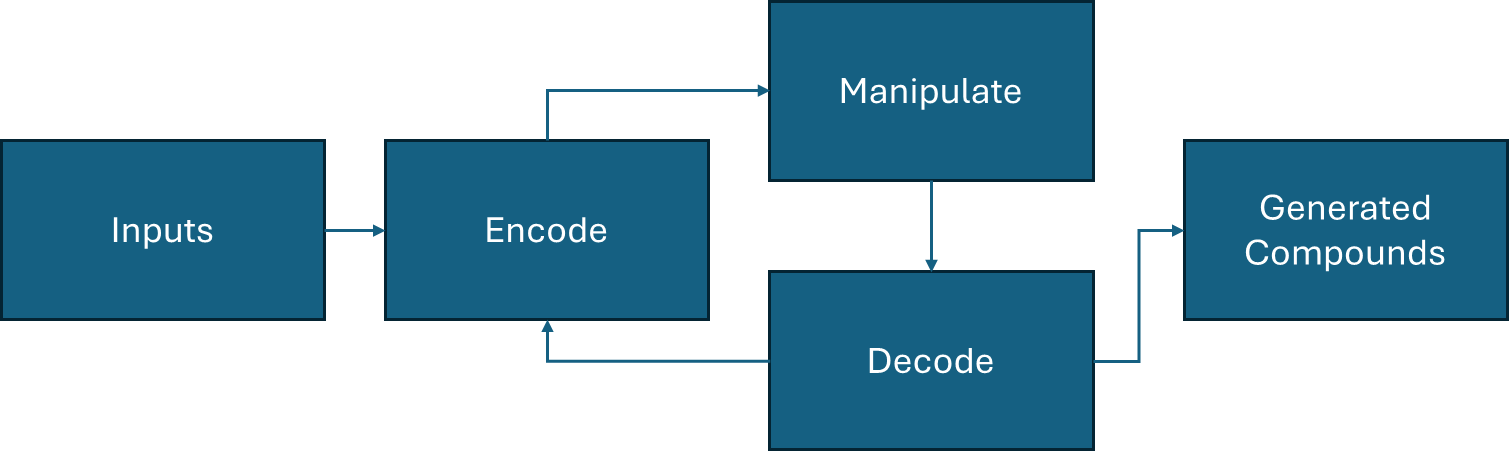 Inputs
Encode
Manipulate
Decode
Generated
Compounds